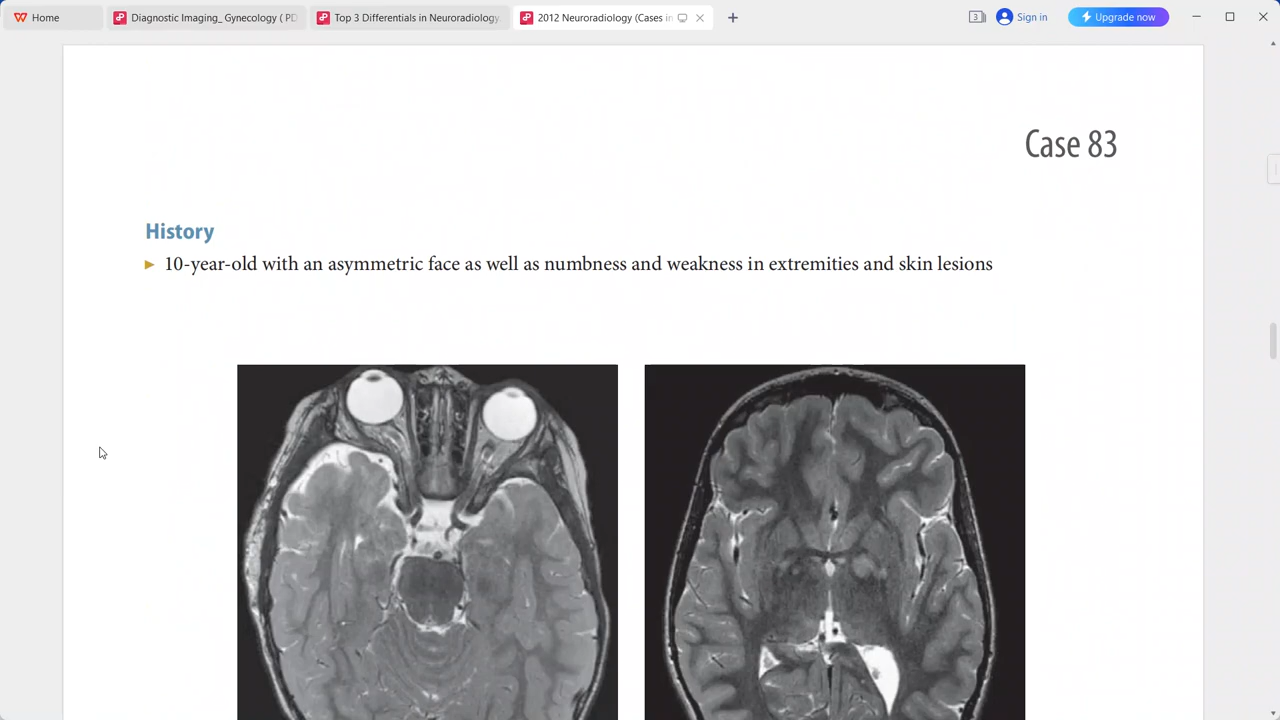 Home
Diagnostic Imaging_ Gynecology ( PD
Top 3 Differentials in Neuroradiology
2012 Neuroradiology (Cases in
3
Sign in
Upgrade now
Case 83
History
10-year-old with an asymmetric face as well as numbness and weakness in extremities and skin lesions